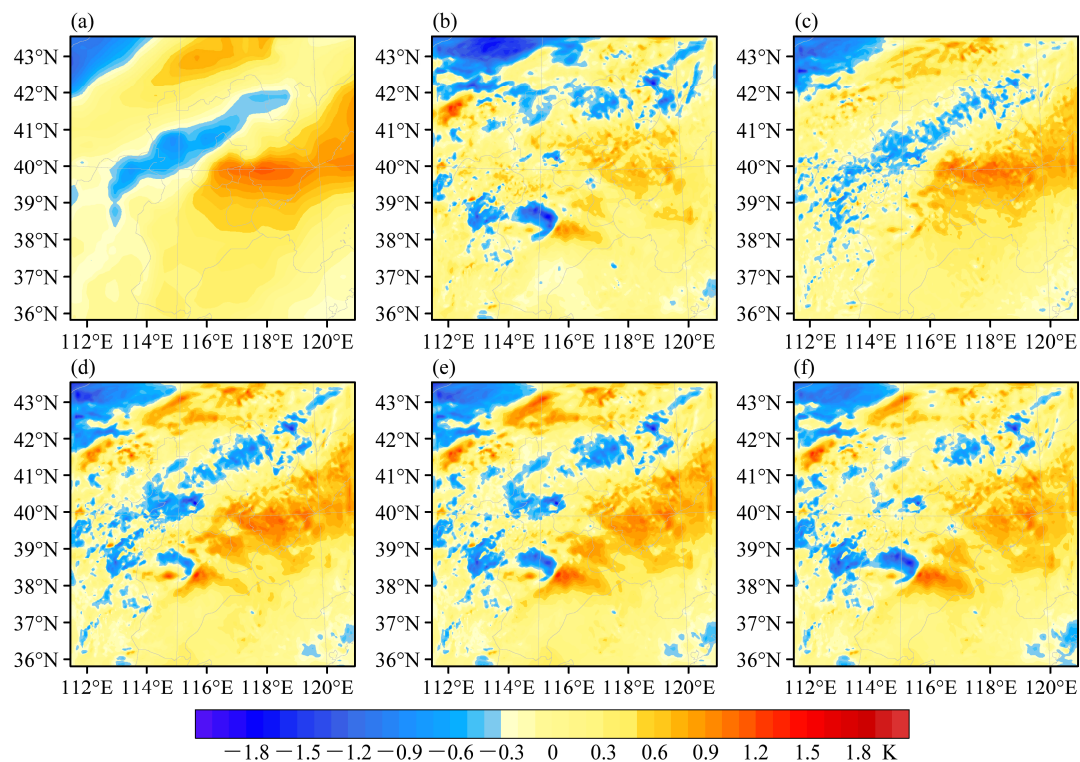 (a) (b) (c)
43°N 43°N 43°N
42°N 42°N 42°N
41°N 41°N 41°N
40°N 40°N 40°N
39°N 39°N 39°N
38°N 38°N 38°N
37°N 37°N 37°N
36°N 36°N 36°N
112°E 114°E 116°E 118°E 120°E 112°E 114°E 116°E 118°E 120°E 112°E 114°E 116°E 118°E 120°E
(d) (e) (f)
43°N 43°N 43°N
42°N 42°N 42°N
41°N 41°N 41°N
40°N 40°N 40°N
39°N 39°N 39°N
38°N 38°N 38°N
37°N 37°N 37°N
36°N 36°N 36°N
112°E 114°E 116°E 118°E 120°E 112°E 114°E 116°E 118°E 120°E 112°E 114°E 116°E 118°E 120°E
−1.8 −1.5 −1.2 −0.9 −0.6 −0.3 0 0.3 0.6 0.9 1.2 1.5 1.8 K